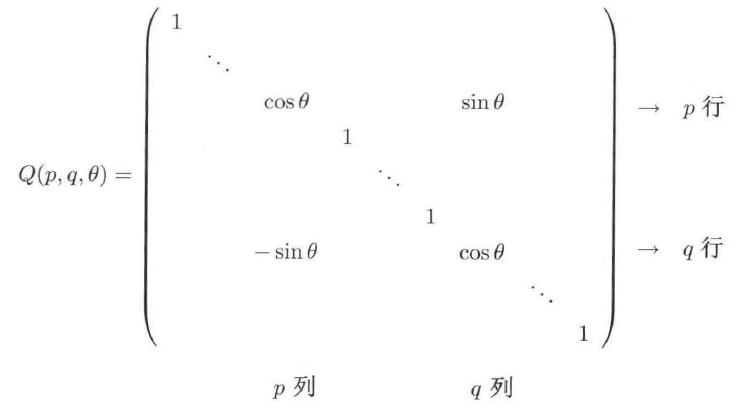 1
⋱
cos θ sin θ → p 行
1
Q(p, q, θ) = ⋱
1
− sin θ cos θ → q 行
⋱
1
p 列 q 列